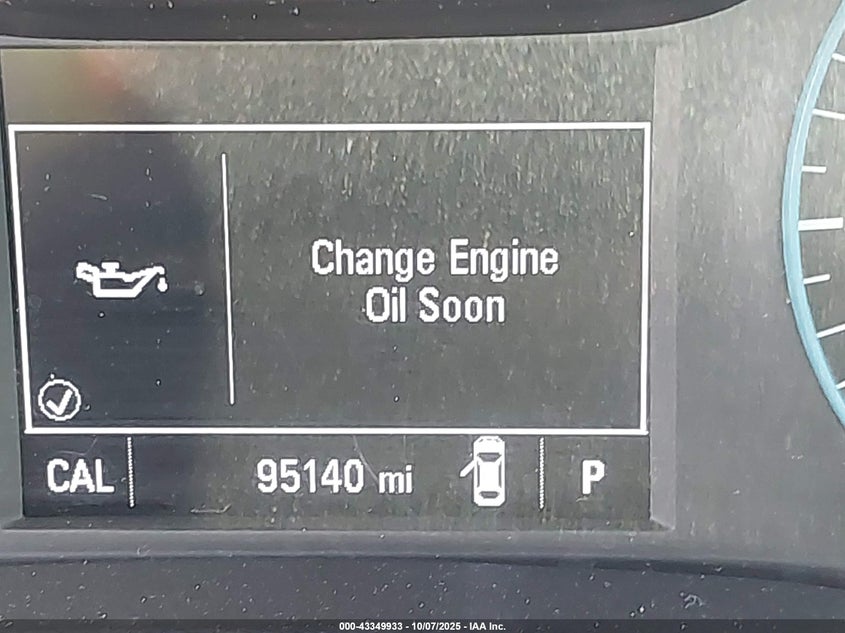 Change Engine
Oil Soon
CAL 95140 mi P
000-43349933 - 10/07/2025 - IAA Inc.